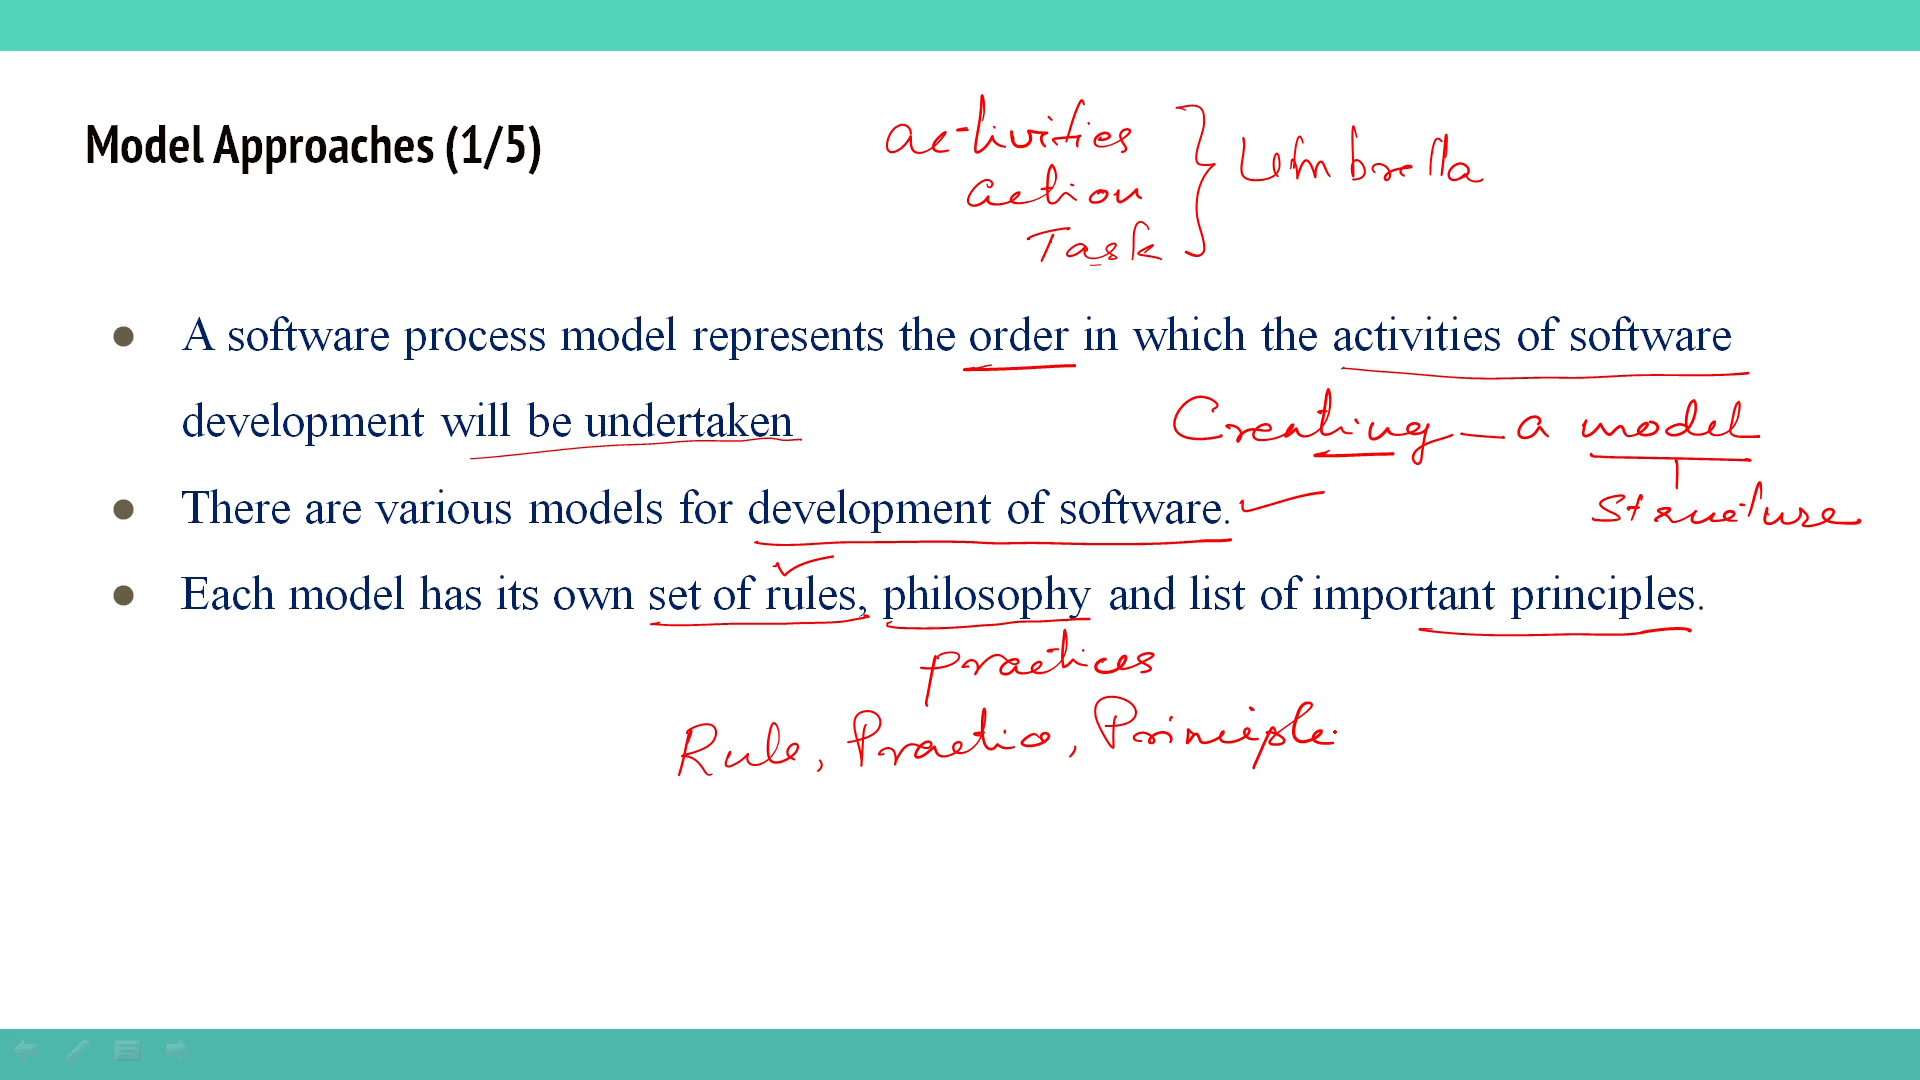 Model Approaches (1/5)
activities
action
Task
Umbrella
● A software process model represents the order in which the activities of software
development will be undertaken
Creating a model
structure
● There are various models for development of software.
● Each model has its own set of rules, philosophy and list of important principles.
practices
Rule, Practice, Principle.